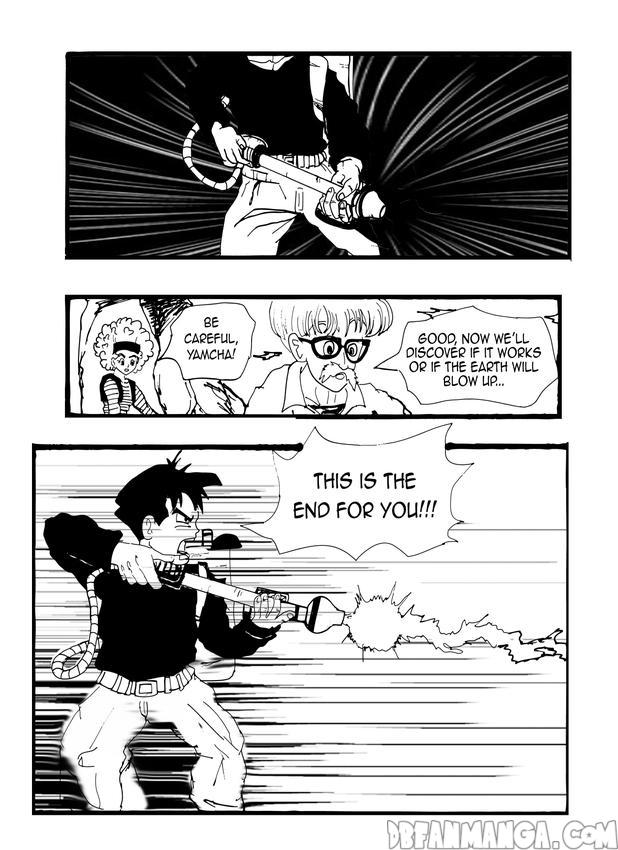 BE
CAREFUL,
YAMCHA!
GOOD, NOW WE'LL
DISCOVER IF IT WORKS
OR IF THE EARTH WILL
BLOW UP...
THIS IS THE
END FOR YOU!!!
DBFANMANGA.COM